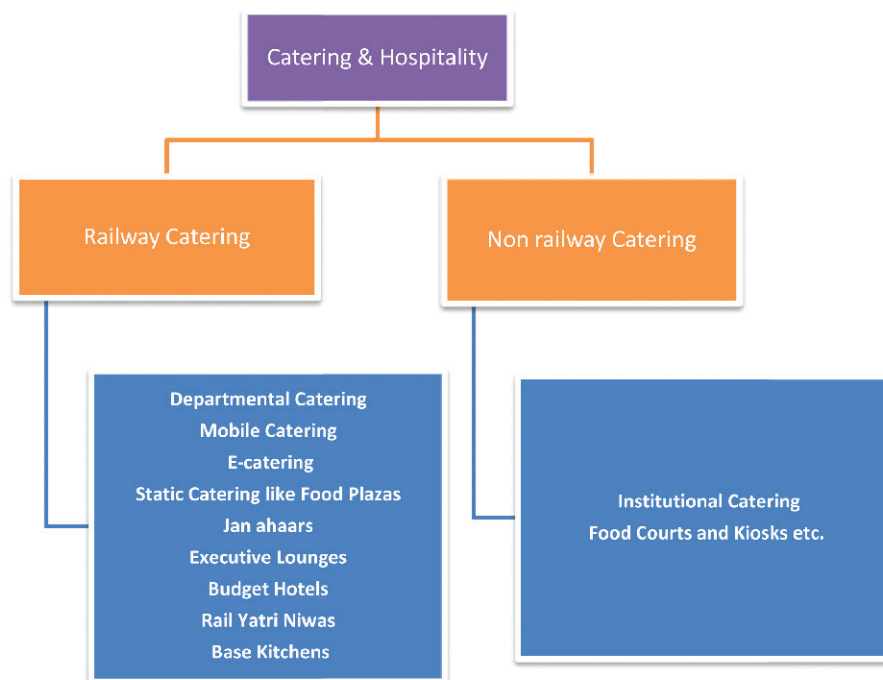 Catering & Hospitality
Railway Catering
Non railway Catering
Departmental Catering
Mobile Catering
E-catering
Static Catering like Food Plazas
Jan ahaars
Executive Lounges
Budget Hotels
Rail Yatri Niwas
Base Kitchens
Institutional Catering
Food Courts and Kiosks etc.